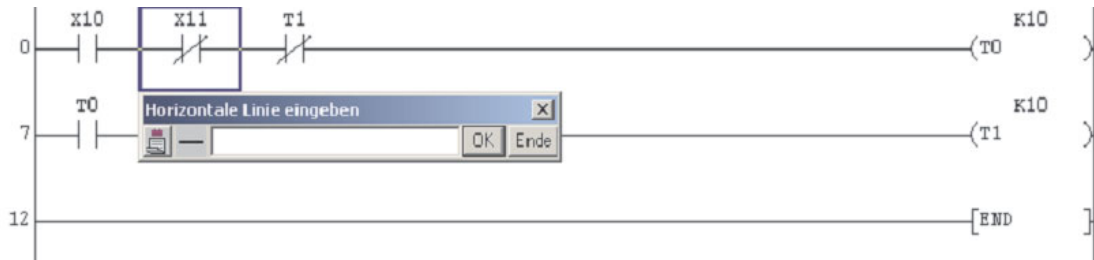 X10 X11 T1 K10
0 (T0 )
T0 Horizontale Linie eingeben K10
7 OK Ende (T1 )
12 [END ]